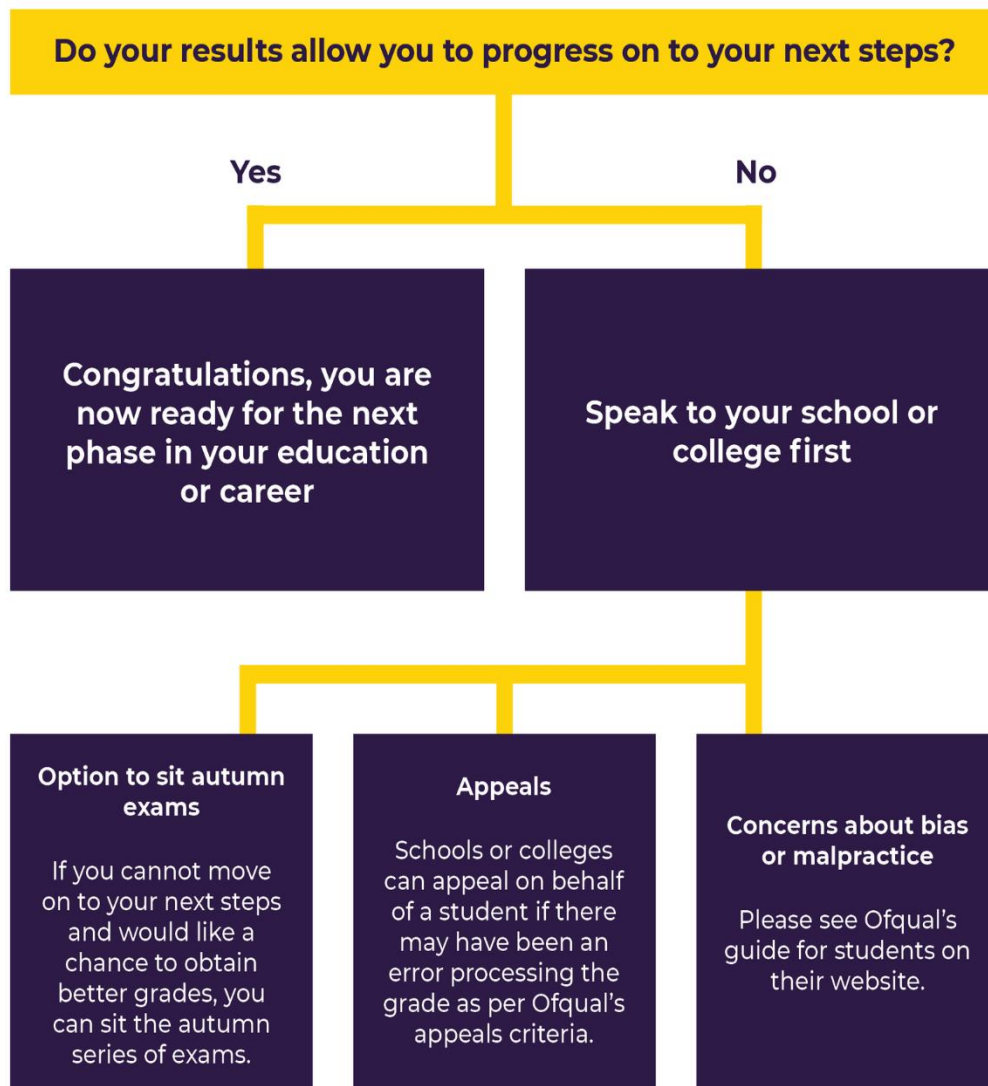 Do your results allow you to progress on to your next steps?
Yes
No
Congratulations, you are
now ready for the next
phase in your education
or career
Speak to your school or
college first
Option to sit autumn
exams
If you cannot move
on to your next steps
and would like a
chance to obtain
better grades, you
can sit the autumn
series of exams.
Appeals
Schools or colleges
can appeal on behalf
of a student if there
may have been an
error processing the
grade as per Ofqual’s
appeals criteria.
Concerns about bias
or malpractice
Please see Ofqual’s
guide for students on
their website.